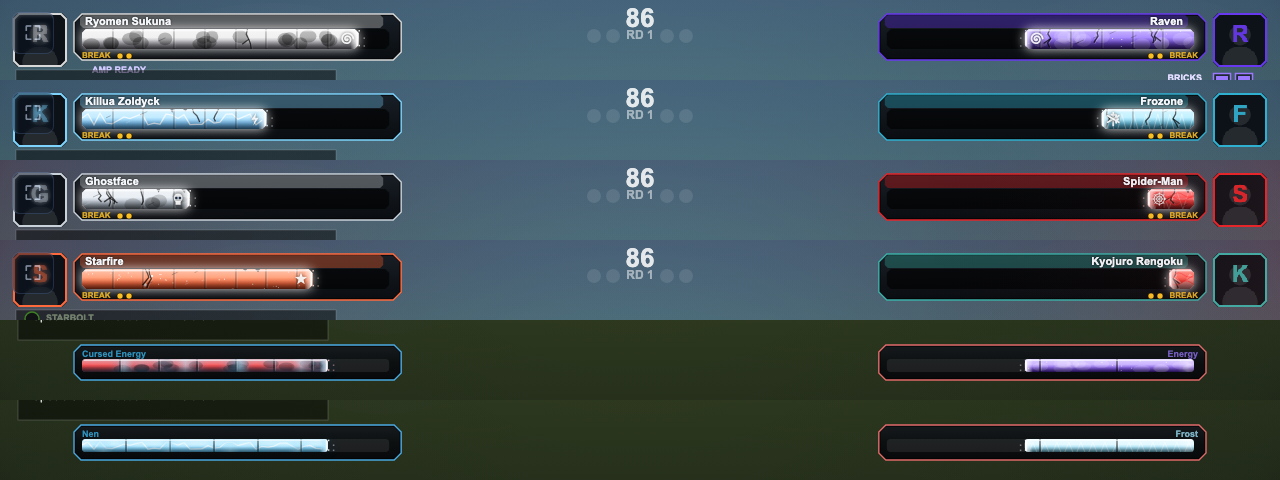 Ryomen Sukuna
86
Raven
R
RD 1
R
BREAK
BREAK
AMP READY
BRICKS
Killua Zoldyck
86
Frozone
K
RD 1
F
BREAK
BREAK
Ghostface
86
Spider-Man
G
RD 1
S
BREAK
BREAK
Starfire
86
Kyojuro Rengoku
S
RD 1
K
BREAK
BREAK
STARBOLT
Cursed Energy
Energy
Nen
Frost